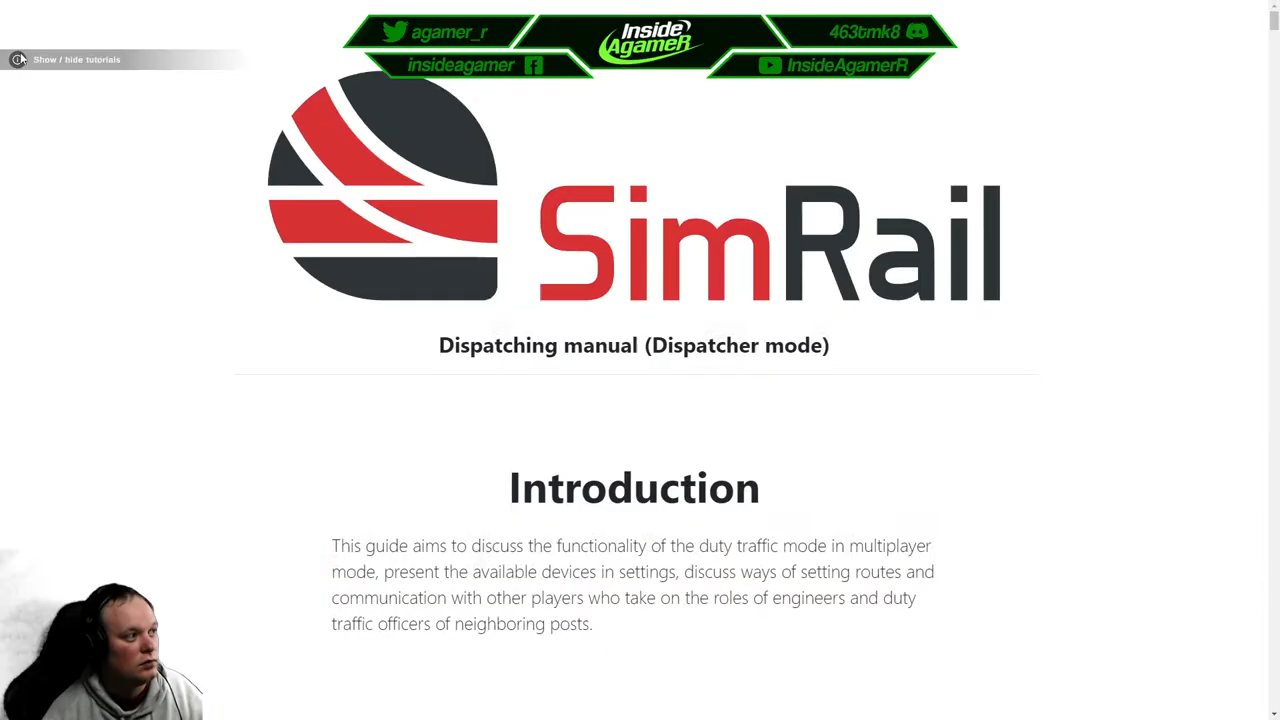 agamer_r
Inside
AgameR
463tmk8
insideagamer
InsideAgamerR
Show / hide tutorials
SimRail
Dispatching manual (Dispatcher mode)
Introduction
This guide aims to discuss the functionality of the duty traffic mode in multiplayer
mode, present the available devices in settings, discuss ways of setting routes and
communication with other players who take on the roles of engineers and duty
traffic officers of neighboring posts.